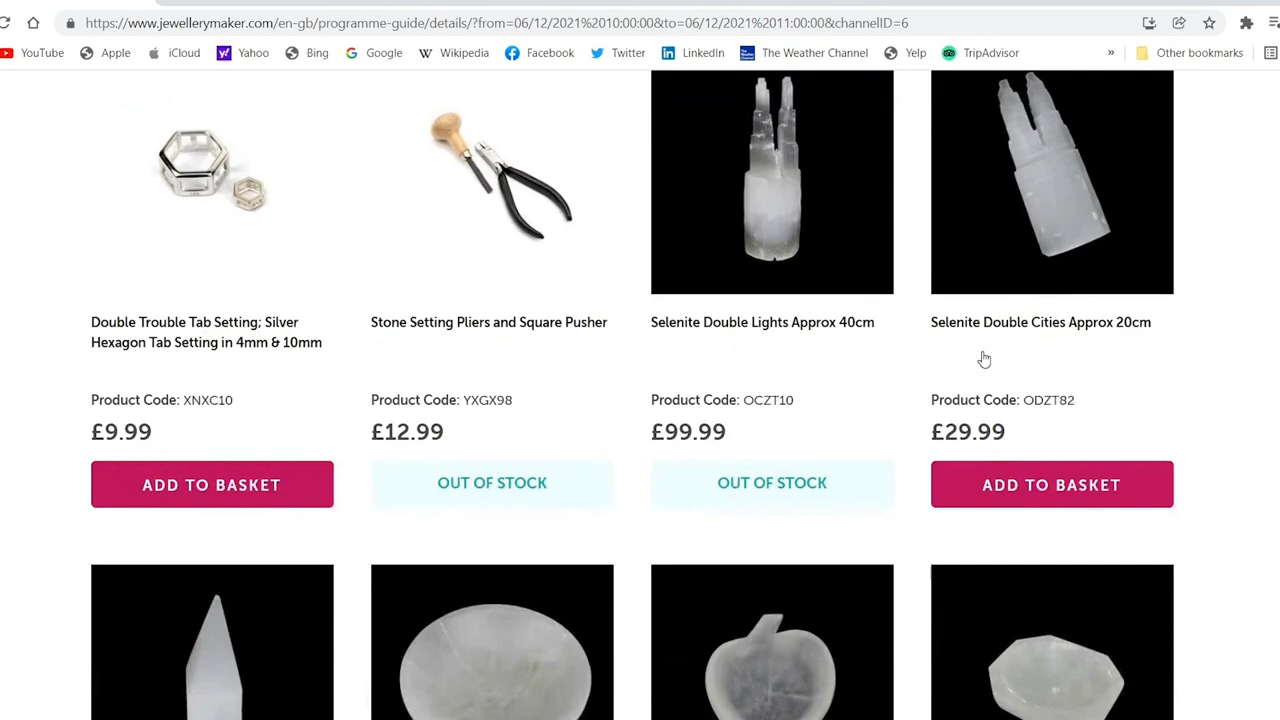 https://www.jewellerymaker.com/en-gb/programme-guide/details/?from=06/12/2021%2010:00:00&to=06/12/2021%2011:00:00&channelID=6
YouTube Apple iCloud Yahoo Bing Google Wikipedia Facebook Twitter LinkedIn The Weather Channel Yelp TripAdvisor » Other bookmarks
Double Trouble Tab Setting; Silver
Hexagon Tab Setting in 4mm & 10mm
Product Code: XNXC10
£9.99
ADD TO BASKET
Stone Setting Pliers and Square Pusher
Product Code: YXGX98
£12.99
OUT OF STOCK
Selenite Double Lights Approx 40cm
Product Code: OCZT10
£99.99
OUT OF STOCK
Selenite Double Cities Approx 20cm
Product Code: ODZT82
£29.99
ADD TO BASKET